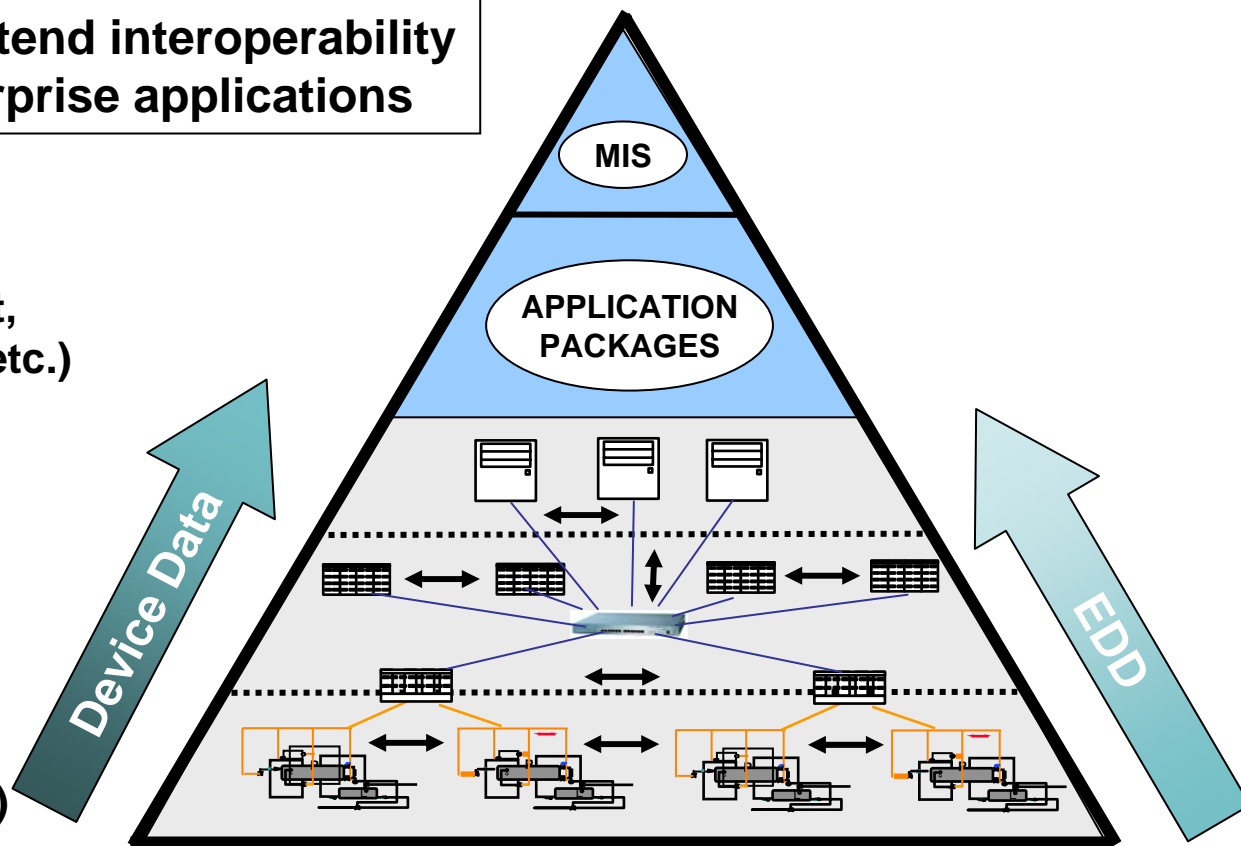 tend interoperability
rprise applications
MIS
t,
etc.)
APPLICATION
PACKAGES
Device Data
EDD
)